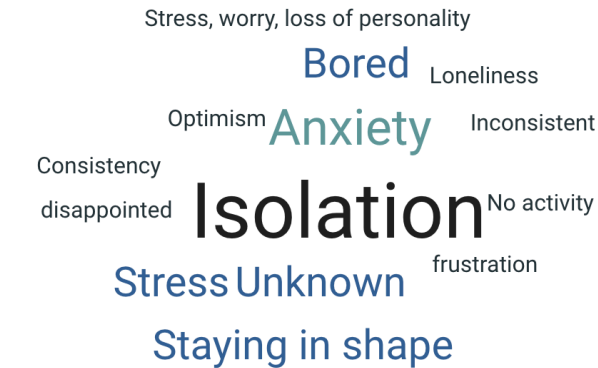 Stress, worry, loss of personality
Bored
Loneliness
Optimism
Anxiety
Inconsistent
Consistency
disappointed
Isolation
No activity
frustration
Stress
Unknown
Staying in shape